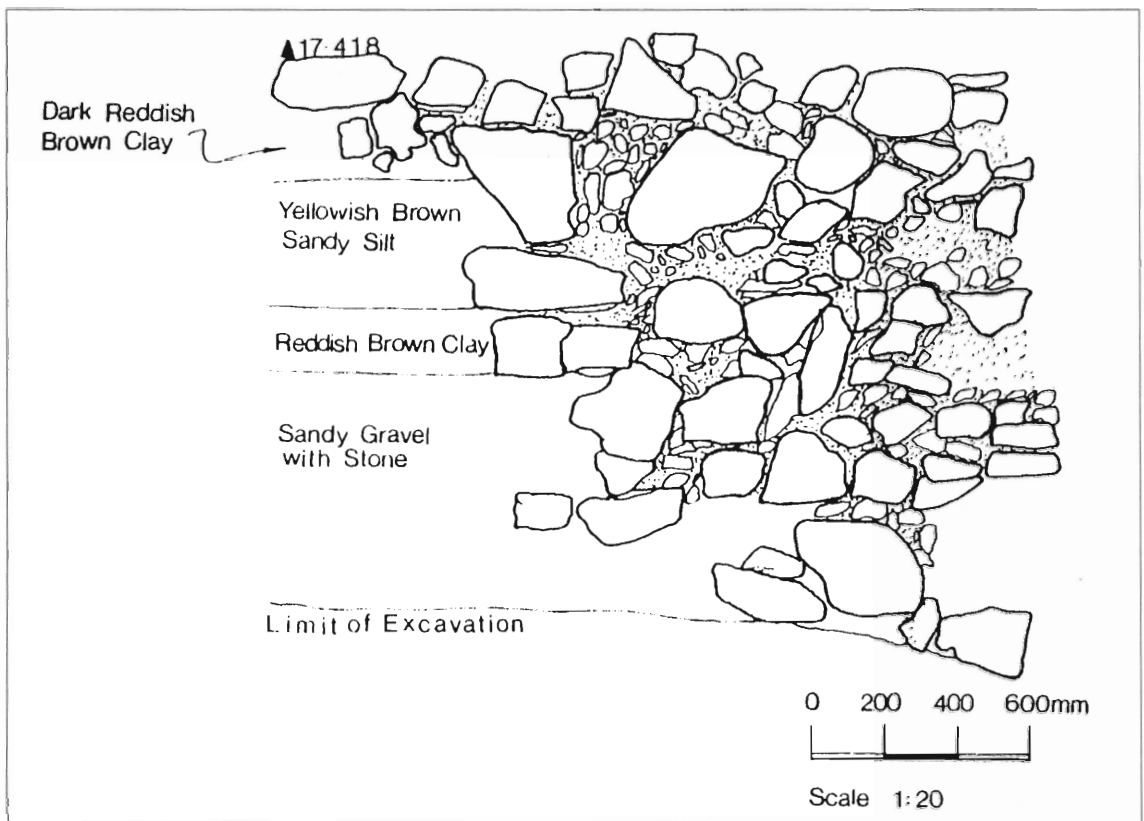 ▲17·418
Dark Reddish
Brown Clay
Yellowish Brown
Sandy Silt
Reddish Brown Clay
Sandy Gravel
with Stone
Limit of Excavation
0 200 400 600mm
Scale 1:20